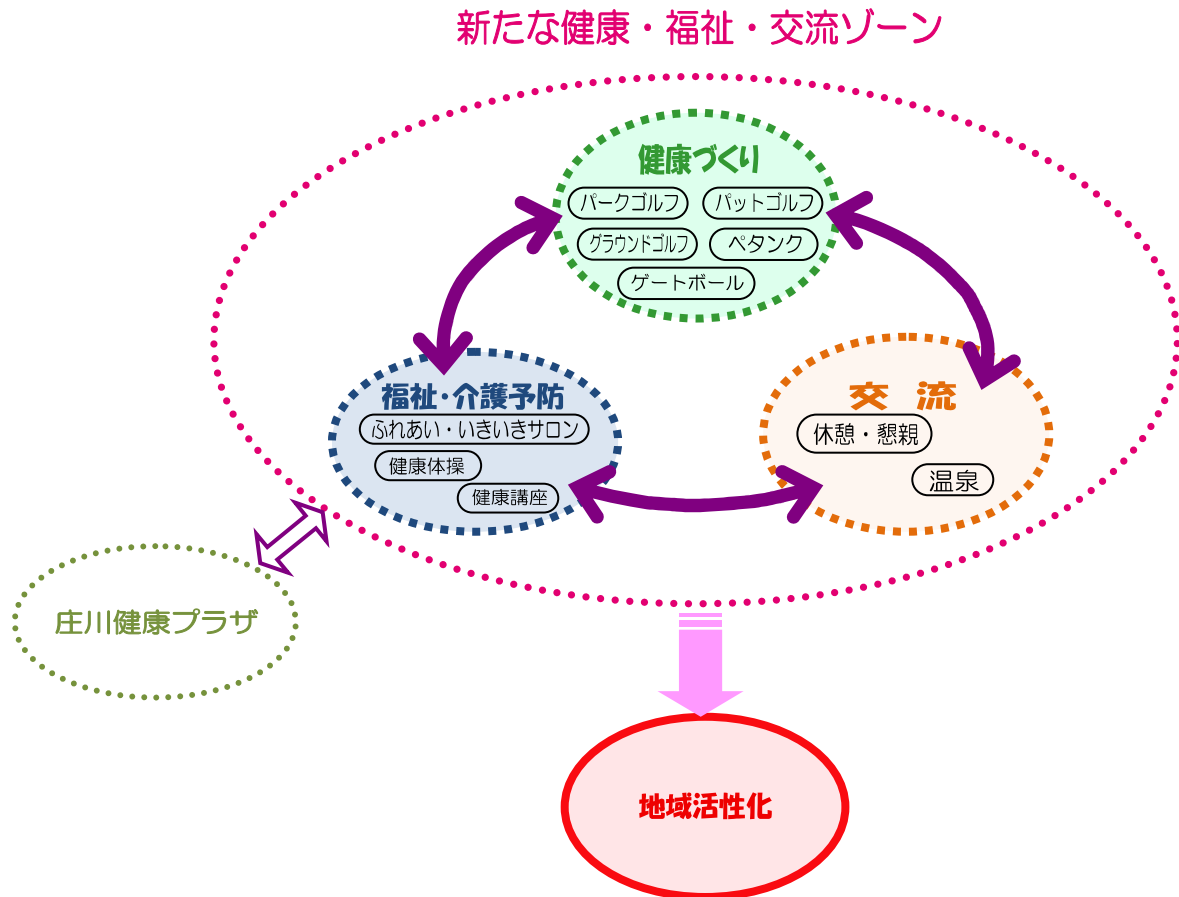 新たな健康・福祉・交流ゾーン
健康づくり
パークゴルフ
パットゴルフ
グラウンドゴルフ
ペタンク
ゲートボール
福祉・介護予防
ふれあい・いきいきサロン
健康体操
健康講座
交 流
休憩・懇親
温泉
庄川健康プラザ
地域活性化